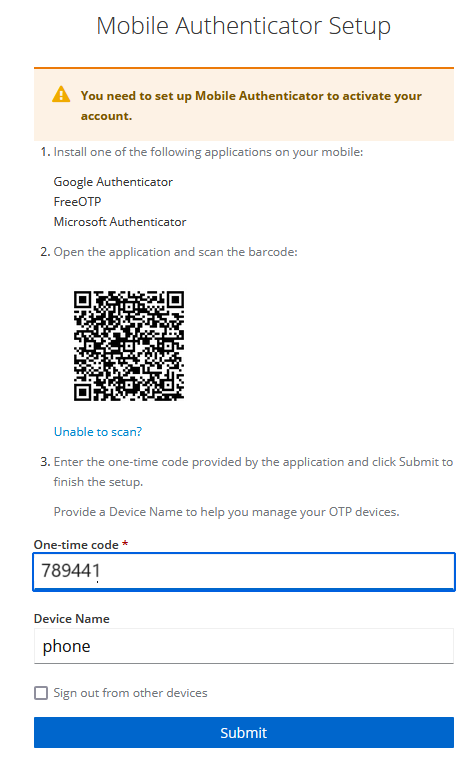 Mobile Authenticator Setup
You need to set up Mobile Authenticator to activate your
account.
1. Install one of the following applications on your mobile:
Google Authenticator
FreeOTP
Microsoft Authenticator
2. Open the application and scan the barcode:
Unable to scan?
3. Enter the one-time code provided by the application and click Submit to
finish the setup.
Provide a Device Name to help you manage your OTP devices.
One-time code *
789441
Device Name
phone
Sign out from other devices
Submit